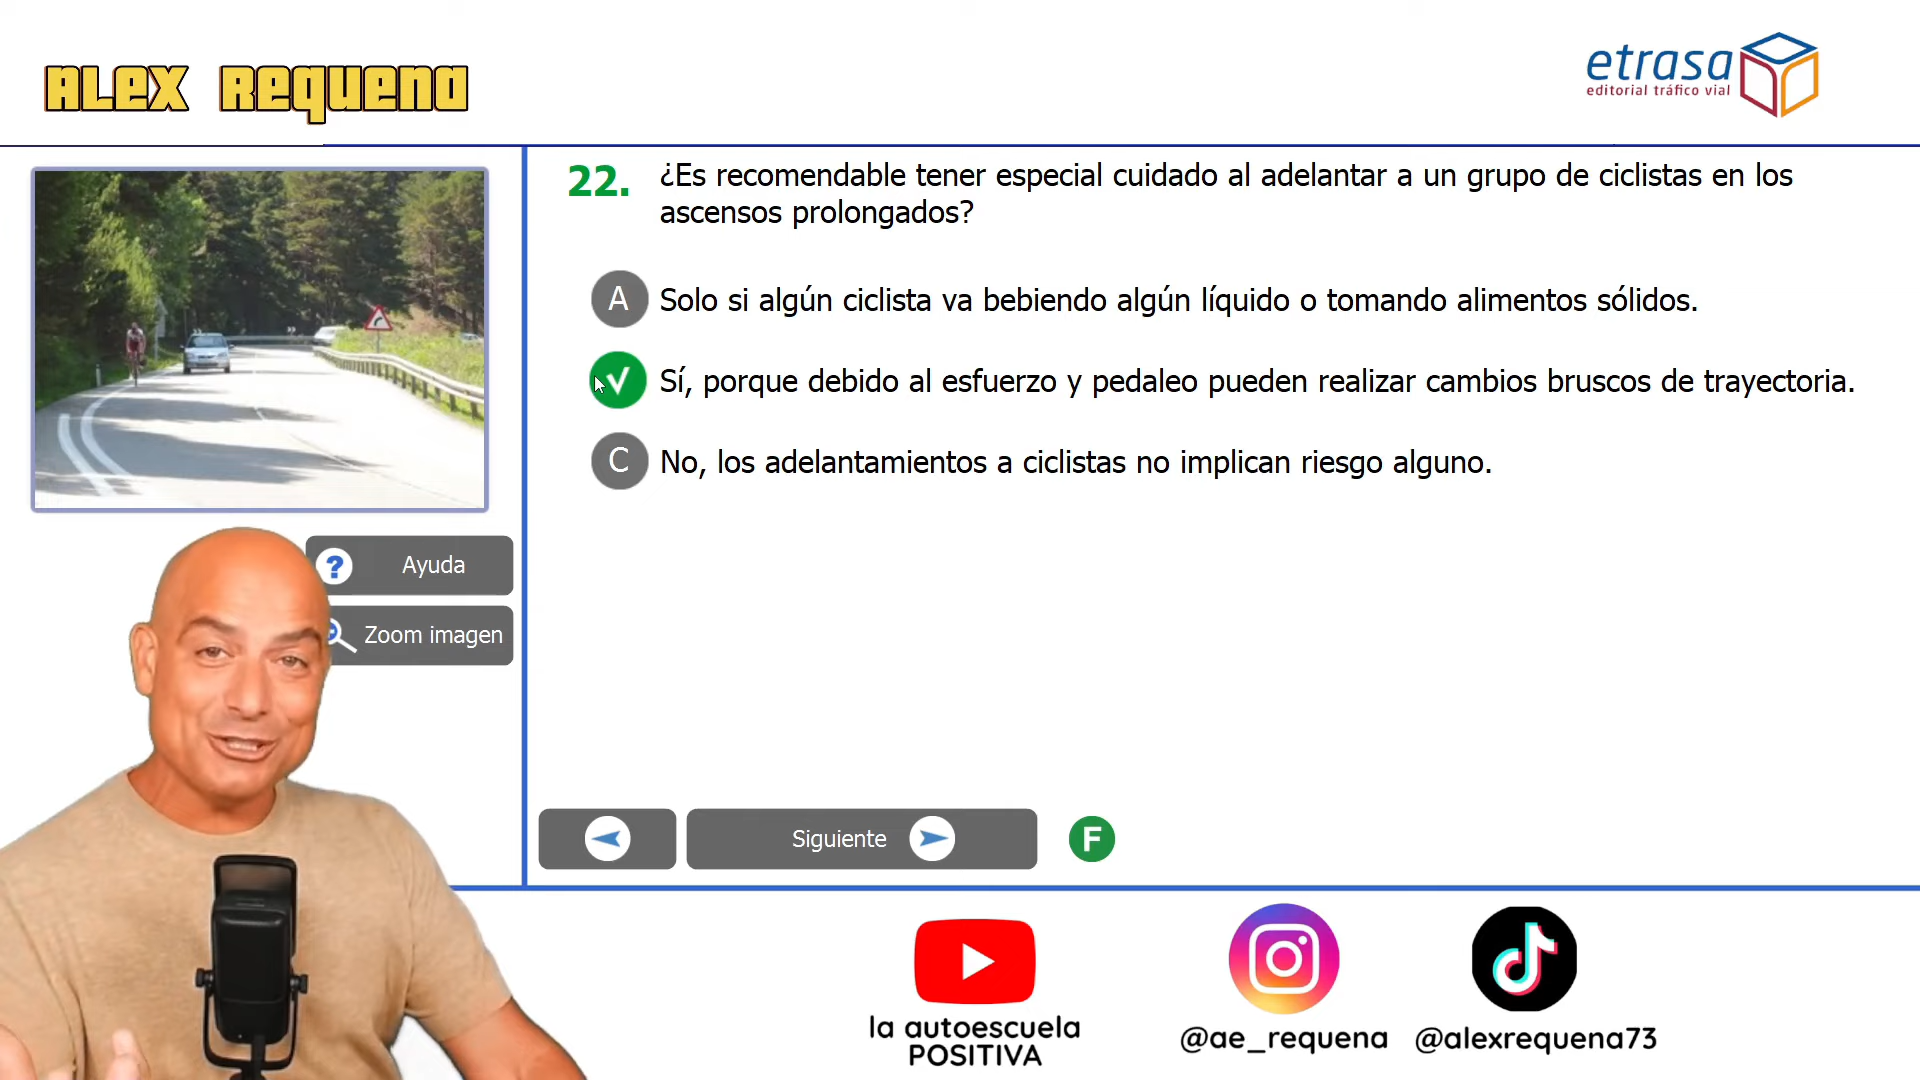 ALEX REQUENA
etrasa
editorial tráfico vial
22.
¿Es recomendable tener especial cuidado al adelantar a un grupo de ciclistas en los
ascensos prolongados?
A Solo si algún ciclista va bebiendo algún líquido o tomando alimentos sólidos.
Sí, porque debido al esfuerzo y pedaleo pueden realizar cambios bruscos de trayectoria.
C No, los adelantamientos a ciclistas no implican riesgo alguno.
? Ayuda
Zoom imagen
Siguiente
F
la autoescuela
POSITIVA
@ae_requena
@alexrequena73